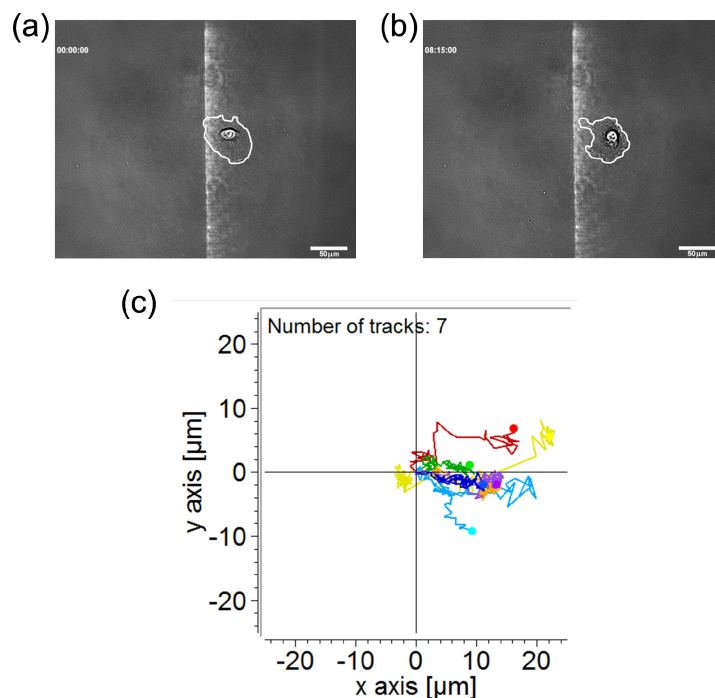 (a)
00:00:00
50μm
(b)
08:15:00
50μm
(c)
Number of tracks: 7
y axis [μm]
20
10
0
-10
-20
-20 -10 0 10 20
x axis [μm]